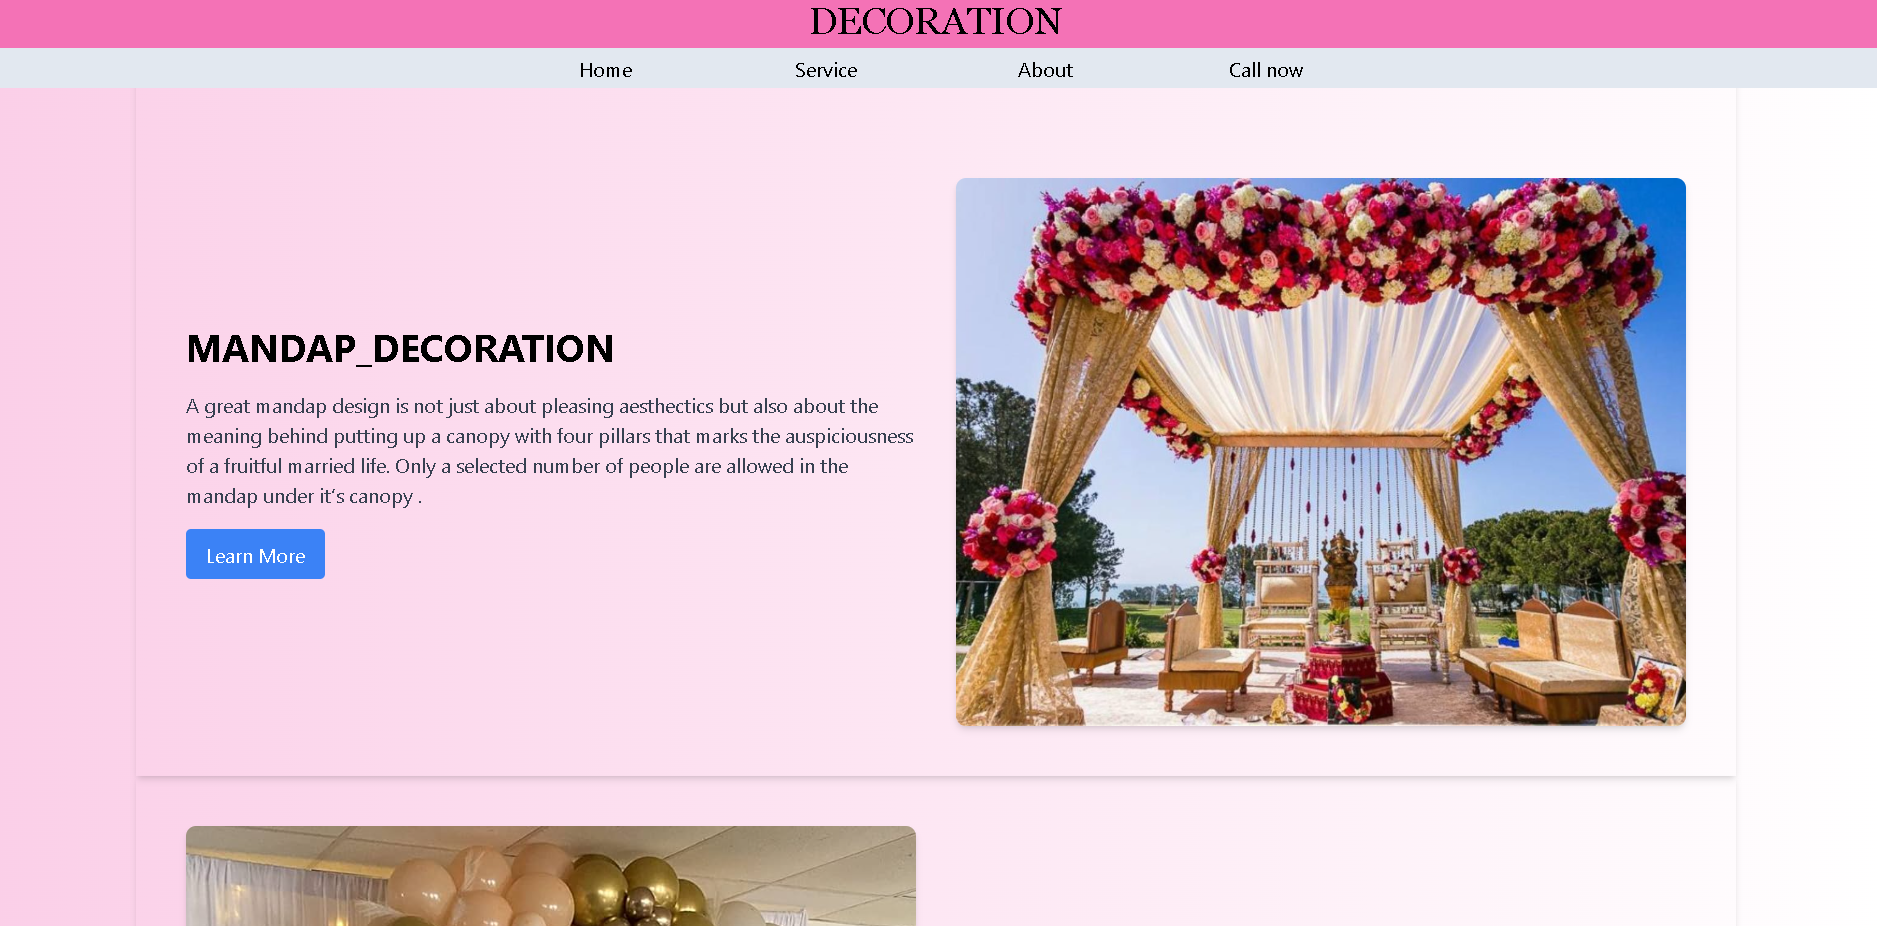 DECORATION
Home Service About Call now
MANDAP_DECORATION
A great mandap design is not just about pleasing aesthectics but also about the
meaning behind putting up a canopy with four pillars that marks the auspiciousness
of a fruitful married life. Only a selected number of people are allowed in the
mandap under it's canopy .
Learn More